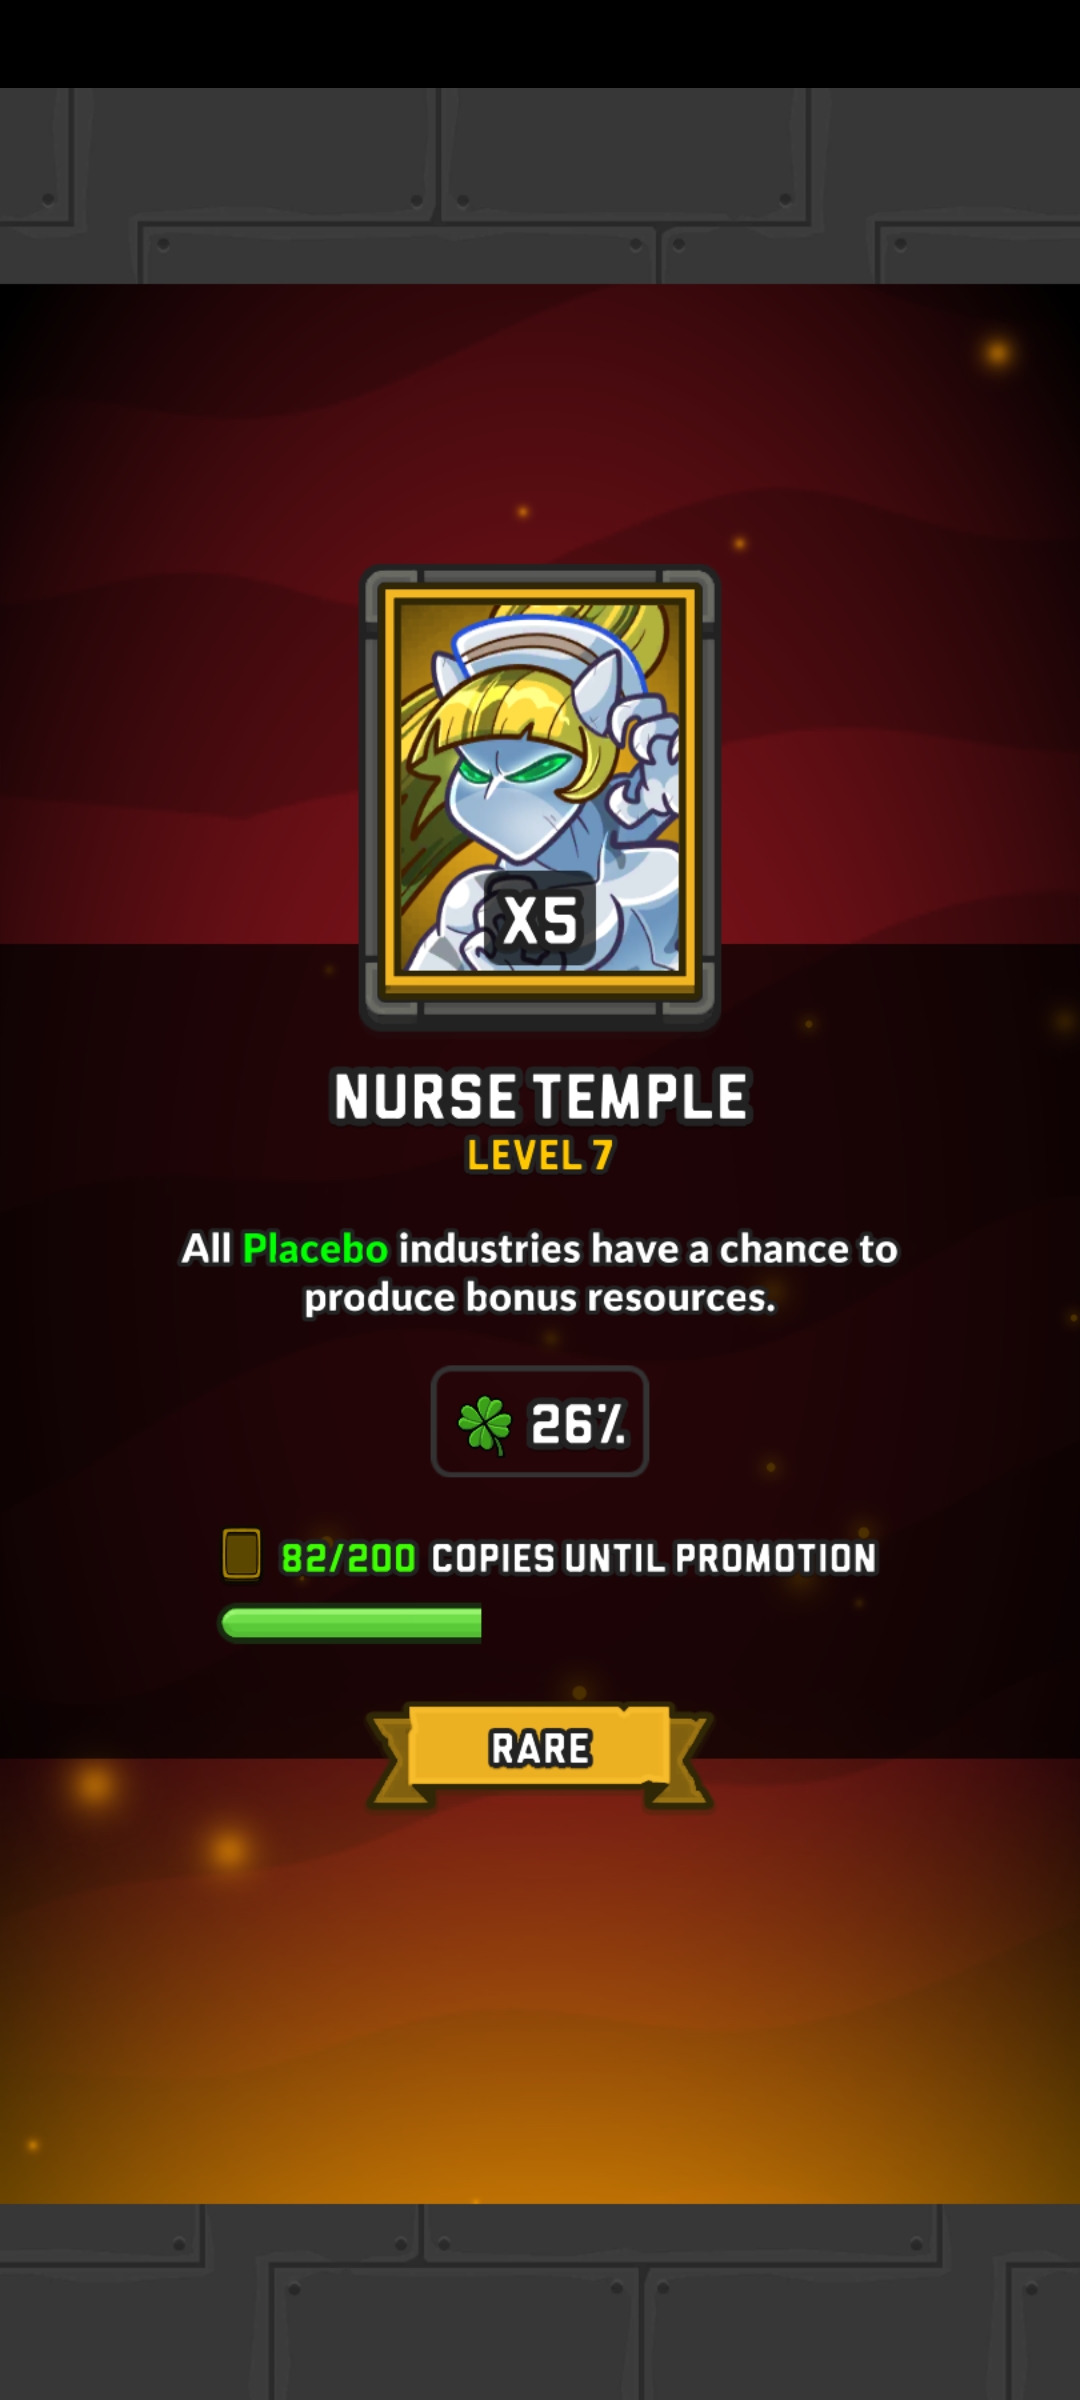 X5
NURSE TEMPLE
LEVEL 7
All Placebo industries have a chance to
produce bonus resources.
26%
82/200 COPIES UNTIL PROMOTION
RARE